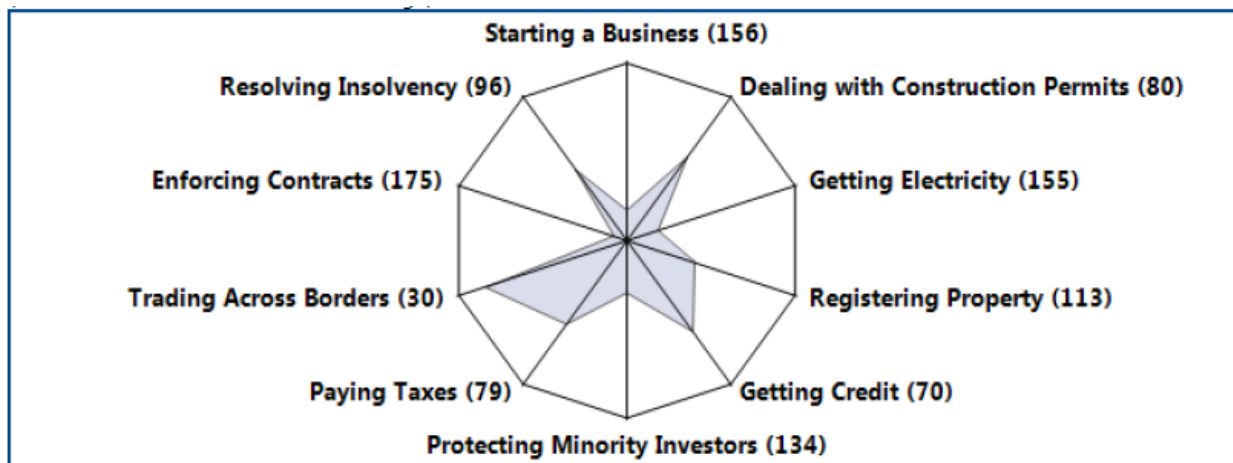 Starting a Business (156)
Resolving Insolvency (96)
Dealing with Construction Permits (80)
Enforcing Contracts (175)
Getting Electricity (155)
Trading Across Borders (30)
Registering Property (113)
Paying Taxes (79)
Getting Credit (70)
Protecting Minority Investors (134)